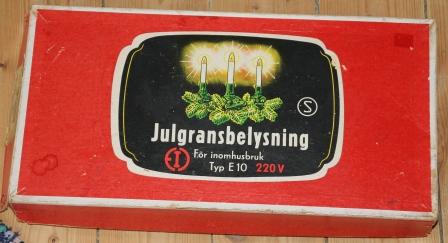 S
Julgransbelysning
För inomhusbruk
Typ E 10 220 V